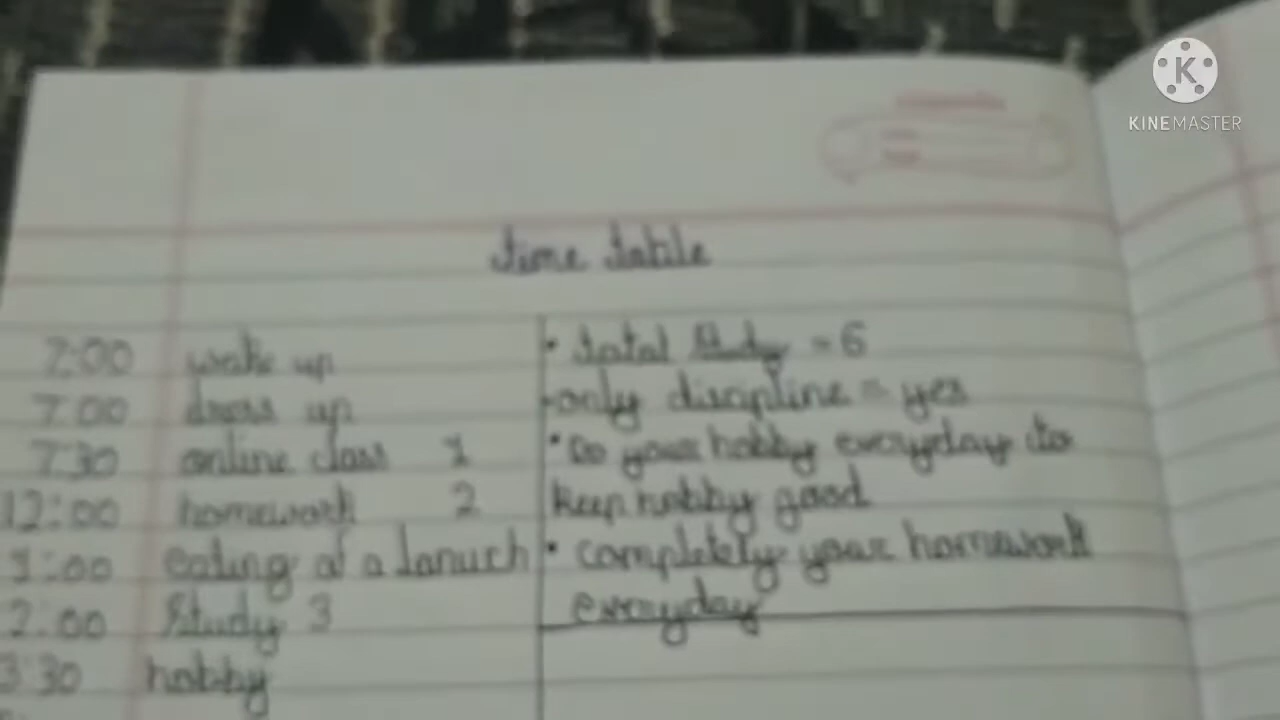 KINEMASTER
time table
7:00 wake up
7:00 dress up
7:30 online class 1
12:00 homework 2
1:00 eating of a lanuch
2:00 Study 3
3:30 hobby
• total study = 6
•only discipline = yes
•Do your hobby everyday to
keep hobby good
• completely your homework
everyday